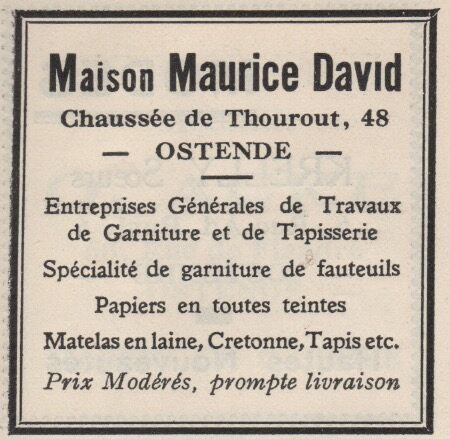 Maison Maurice David
Chaussée de Thourout, 48
— OSTENDE —
Entreprises Générales de Travaux
de Garniture et de Tapisserie
Spécialité de garniture de fauteuils
Papiers en toutes teintes
Matelas en laine, Cretonne, Tapis etc.
Prix Modérés, prompte livraison